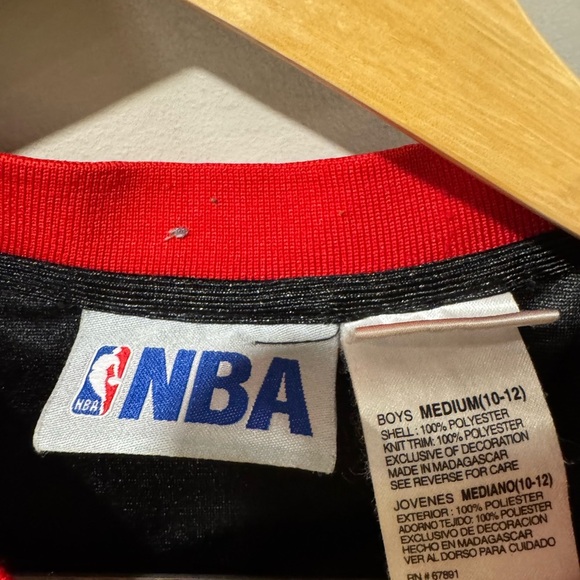 NBA
NBA
BOYS MEDIUM(10-12)
SHELL: 100% POLYESTER
KNIT TRIM: 100% POLYESTER
EXCLUSIVE OF DECORATION
MADE IN MADAGASCAR
SEE REVERSE FOR CARE
JOVENES MEDIANO(10-12)
EXTERIOR : 100% POLYESTER
ADORNO TEJIDO: 100% POLYESTER
EXCLUSIVO DE DECORACION
HECHO EN MADAGASCAR
VER AL DORSO PARA CUIDADO
RN # 67891